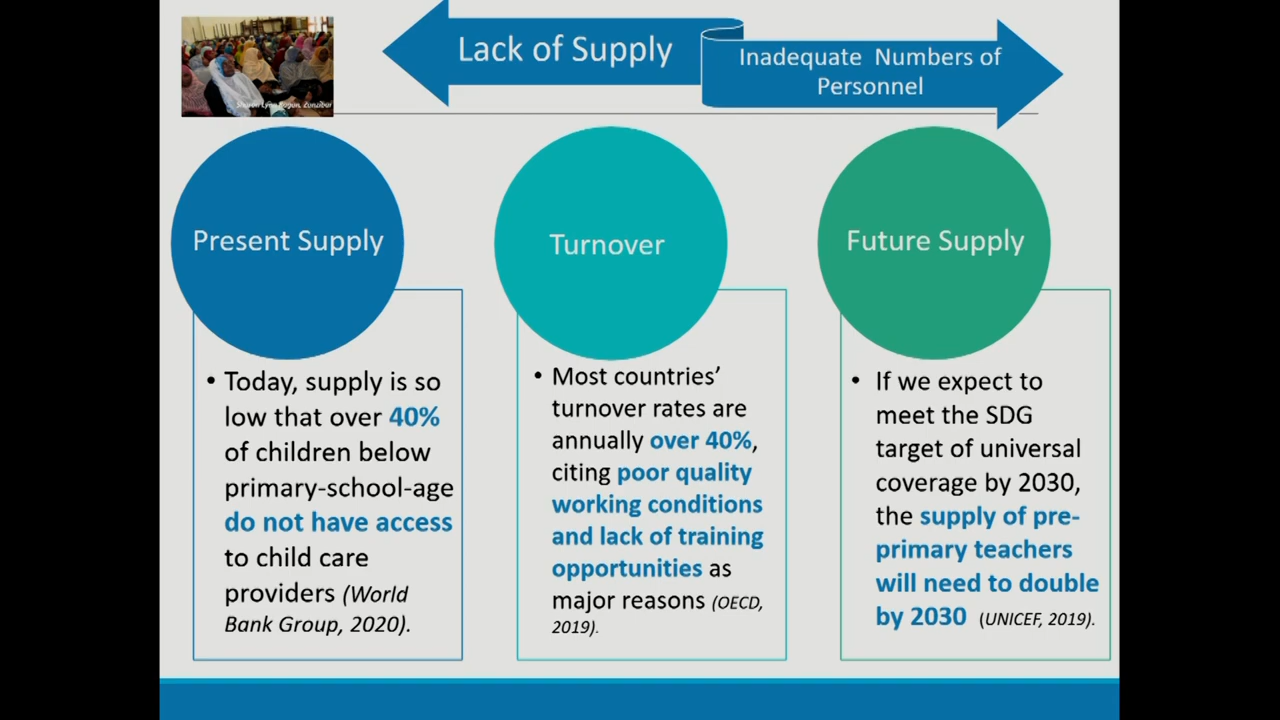 Lack of Supply
Inadequate Numbers of
Personnel
Sharon Lynn Kagan, Zanzibar
Present Supply
• Today, supply is so
low that over 40%
of children below
primary-school-age
do not have access
to child care
providers (World
Bank Group, 2020).
Turnover
• Most countries’
turnover rates are
annually over 40%,
citing poor quality
working conditions
and lack of training
opportunities as
major reasons (OECD,
2019).
Future Supply
• If we expect to
meet the SDG
target of universal
coverage by 2030,
the supply of pre-
primary teachers
will need to double
by 2030 (UNICEF, 2019).